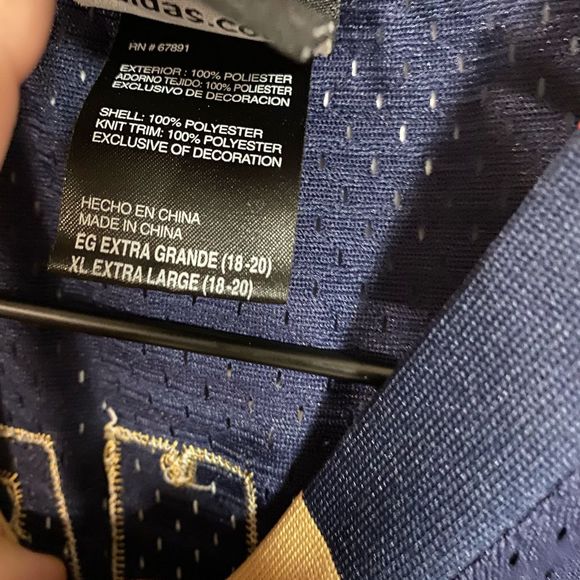 idas.co
RN # 67891
EXTERIOR: 100% POLIESTER
ADORNO TEJIDO: 100% POLIESTER
EXCLUSIVO DE DECORACION
SHELL: 100% POLYESTER
KNIT TRIM: 100% POLYESTER
EXCLUSIVE OF DECORATION
HECHO EN CHINA
MADE IN CHINA
EG EXTRA GRANDE (18-20)
XL EXTRA LARGE (18-20)